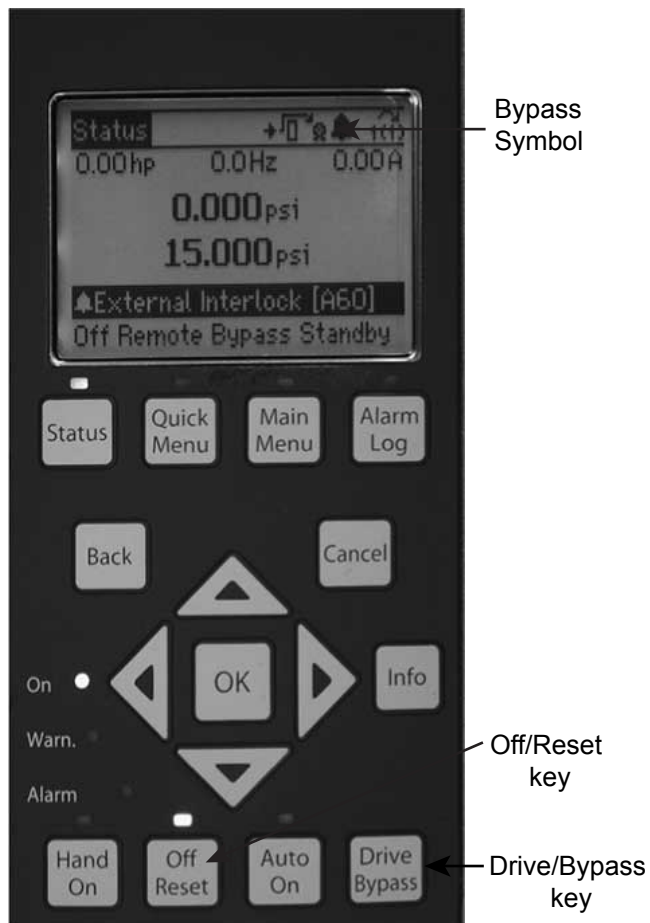 Status
0.00hp 0.0Hz 0.00A
0.000psi
15.000psi
External Interlock [A60]
Off Remote Bypass Standby
Bypass
Symbol
Status
Quick
Menu
Main
Menu
Alarm
Log
Back
Cancel
OK
Info
On
Warn.
Alarm
Off/Reset
key
Hand
On
Off
Reset
Auto
On
Drive
Bypass
Drive/Bypass
key